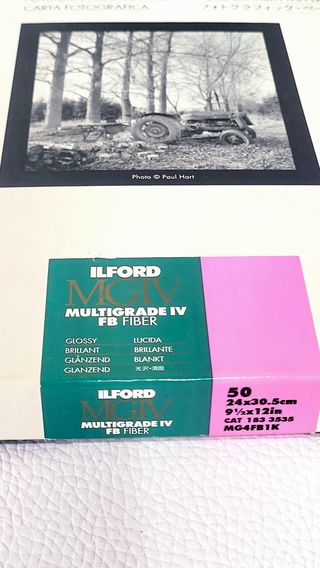 CARTA FOTOGRAFICA
フォトグラフィック・ペー
Photo © Paul Hart
ILFORD
MGIV
MULTIGRADE IV
FB FIBER
GLOSSY LUCIDA
BRILLANT BRILLANTE
GLÄNZEND BLANKT
GLANZEND 光沢・滑面
ILFORD
MGIV
MULTIGRADE IV
FB FIBER
50
24x30.5cm
9½x12in
CAT 183 3535
MG4FB1K